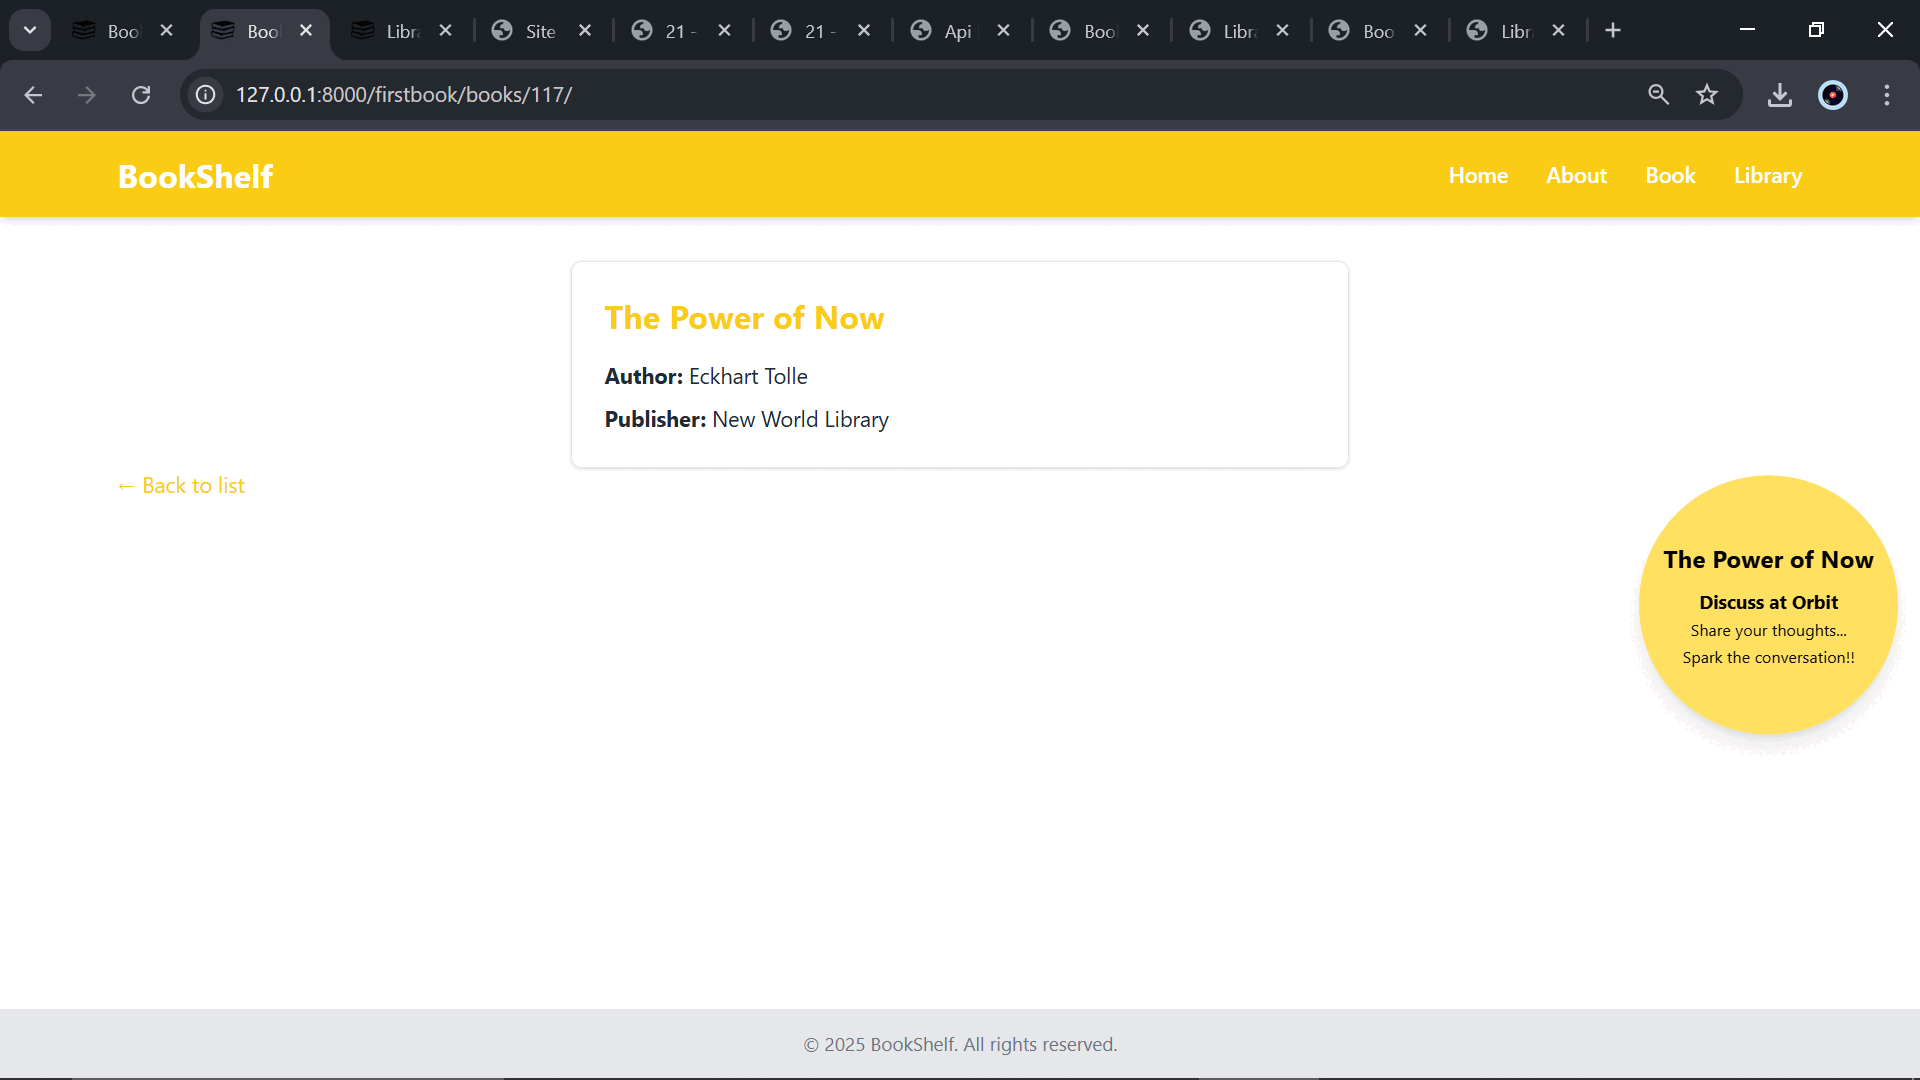 Boo
Boo
Libr
Site
21 -
21 -
Api
Boo
Libr
Boo
Libr
127.0.0.1:8000/firstbook/books/117/
BookShelf
Home
About
Book
Library
The Power of Now
Author: Eckhart Tolle
Publisher: New World Library
← Back to list
The Power of Now
Discuss at Orbit
Share your thoughts...
Spark the conversation!!
© 2025 BookShelf. All rights reserved.